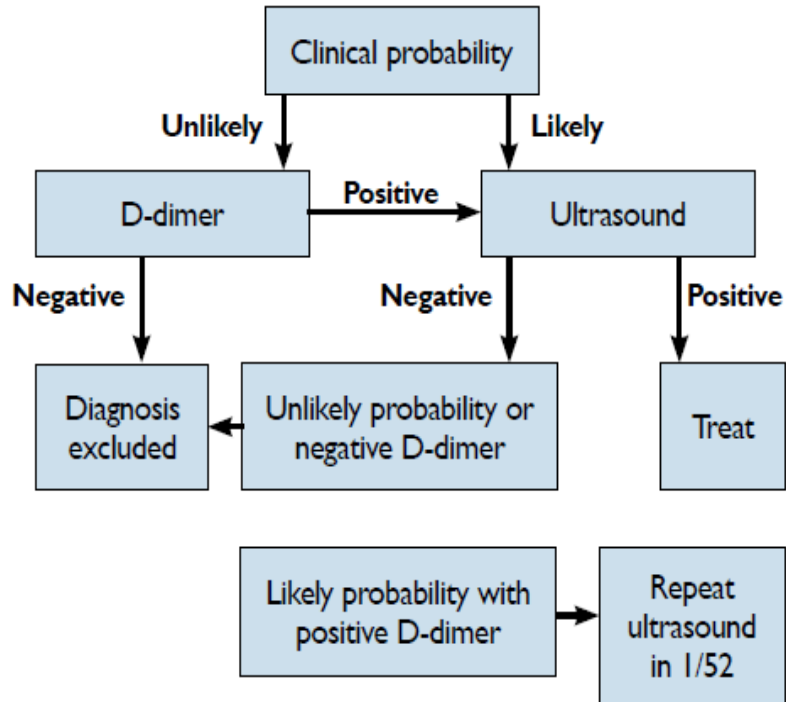 Clinical probability
Unlikely
Likely
D-dimer
Positive
Ultrasound
Negative
Negative
Positive
Diagnosis
excluded
Unlikely probability or
negative D-dimer
Treat
Likely probability with
positive D-dimer
Repeat
ultrasound
in 1/52